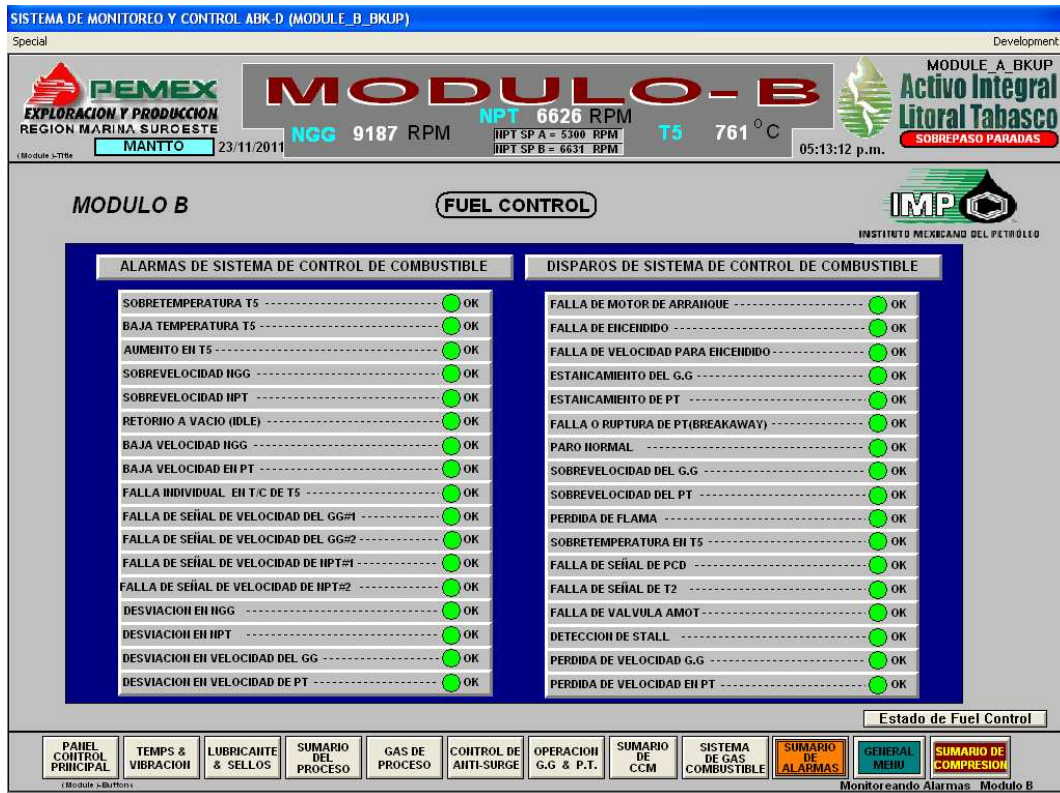 SISTEMA DE MONITOREO Y CONTROL ABK-D (MODULE_B_BKUP)
Special
Development
PEMEX
EXPLORACION Y PRODUCCION
REGION MARINA SUROESTE
MANTTO
23/11/2011
(Module )-Title
MODULO-B
NGG 9187 RPM
NPT 6626 RPM
NPT SP A = 5300 RPM
NPT SP B = 6631 RPM
T5 761 °C
05:13:12 p.m.
MODULE_A_BKUP
Activo Integral
Litoral Tabasco
SOBREPASO PARADAS
MODULO B
FUEL CONTROL
IMP
INSTITUTO MEXICANO DEL PETRÓLEO
ALARMAS DE SISTEMA DE CONTROL DE COMBUSTIBLE
SOBRETEMPERATURA T5 OK
BAJA TEMPERATURA T5 OK
AUMENTO EN T5 OK
SOBREVELOCIDAD NGG OK
SOBREVELOCIDAD NPT OK
RETORNO A VACIO (IDLE) OK
BAJA VELOCIDAD NGG OK
BAJA VELOCIDAD EN PT OK
FALLA INDIVIDUAL EN T/C DE T5 OK
FALLA DE SEÑAL DE VELOCIDAD DEL GG#1 OK
FALLA DE SEÑAL DE VELOCIDAD DEL GG#2 OK
FALLA DE SEÑAL DE VELOCIDAD DE NPT#1 OK
FALLA DE SEÑAL DE VELOCIDAD DE NPT#2 OK
DESVIACION EN NGG OK
DESVIACION EN NPT OK
DESVIACION EN VELOCIDAD DEL GG OK
DESVIACION EN VELOCIDAD DE PT OK
DISPAROS DE SISTEMA DE CONTROL DE COMBUSTIBLE
FALLA DE MOTOR DE ARRANQUE OK
FALLA DE ENCENDIDO OK
FALLA DE VELOCIDAD PARA ENCENDIDO OK
ESTANCAMIENTO DEL G.G OK
ESTANCAMIENTO DE PT OK
FALLA O RUPTURA DE PT(BREAKAWAY) OK
PARO NORMAL OK
SOBREVELOCIDAD DEL G.G OK
SOBREVELOCIDAD DEL PT OK
PERDIDA DE FLAMA OK
SOBRETEMPERATURA EN T5 OK
FALLA DE SEÑAL DE PCD OK
FALLA DE SEÑAL DE T2 OK
FALLA DE VALVULA AMOT OK
DETECCION DE STALL OK
PERDIDA DE VELOCIDAD G.G OK
PERDIDA DE VELOCIDAD EN PT OK
Estado de Fuel Control
PANEL
CONTROL
PRINCIPAL
TEMPS &
VIBRACION
LUBRICANTE
& SELLOS
SUMARIO
DEL
PROCESO
GAS DE
PROCESO
CONTROL DE
ANTI-SURGE
OPERACION
G.G & P.T.
SUMARIO
DE
CCM
SISTEMA
DE GAS
COMBUSTIBLE
SUMARIO
DE
ALARMAS
GENERAL
MENU
SUMARIO DE
COMPRESION
(Module )-Buttons
Monitoreando Alarmas Modulo B